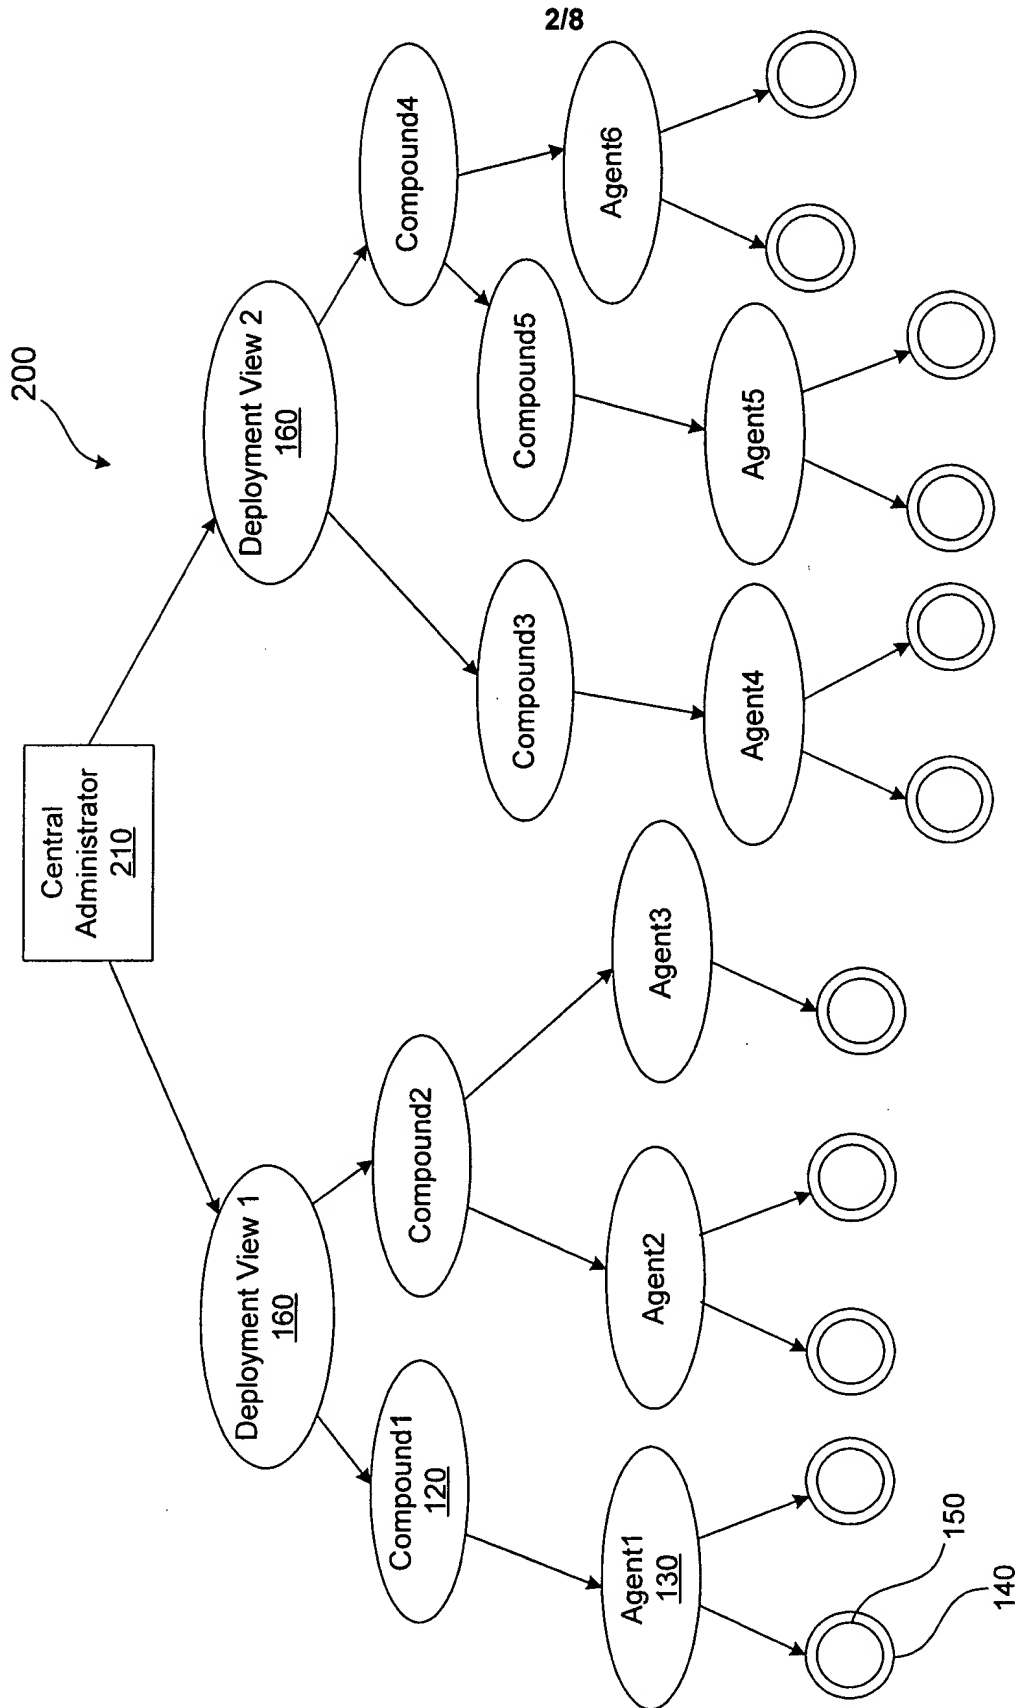 2/8
200
Central
Administrator
210
Deployment View 1
160
Deployment View 2
160
Compound1
120
Compound2
Compound3
Compound5
Compound4
Agent1
130
Agent2
Agent3
Agent4
Agent5
Agent6
150
140